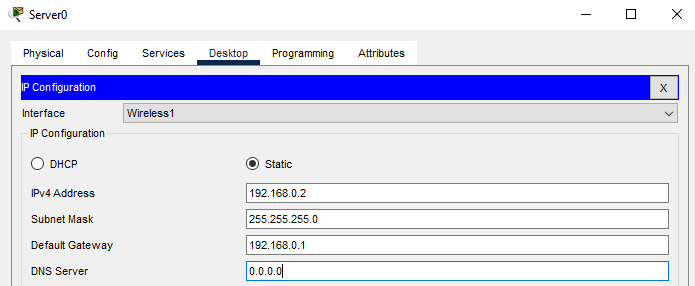 Server0
Physical Config Services Desktop Programming Attributes
IP Configuration X
Interface Wireless1
IP Configuration
DHCP Static
IPv4 Address 192.168.0.2
Subnet Mask 255.255.255.0
Default Gateway 192.168.0.1
DNS Server 0.0.0.0